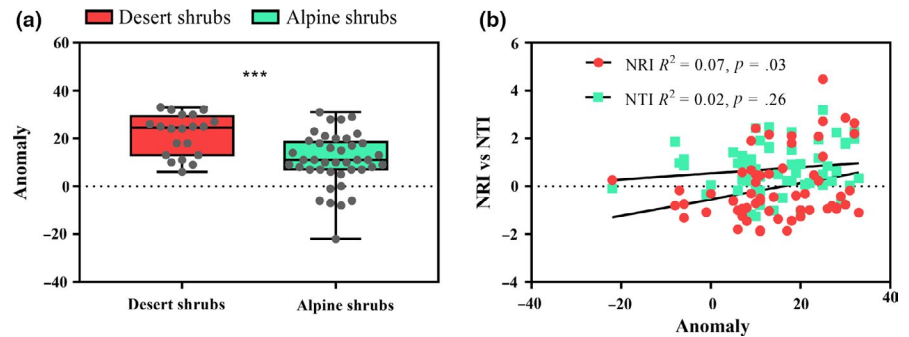 (a)
Desert shrubs
Alpine shrubs
***
Anomaly
60
40
20
0
−20
−40
Desert shrubs
Alpine shrubs
(b)
NRI R² = 0.07, p = .03
NTI R² = 0.02, p = .26
NRI vs NTI
6
4
2
0
−2
−4
−40
−20
0
20
40
Anomaly